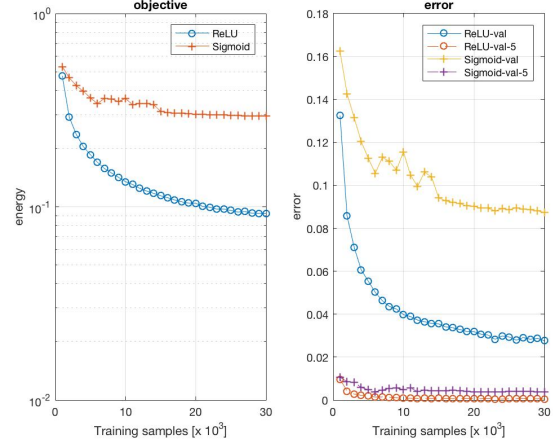 objective
10^0
10^-1
10^-2
energy
0
10
20
30
Training samples [x 10^3]
ReLU
Sigmoid
error
0.18
0.16
0.14
0.12
0.1
0.08
0.06
0.04
0.02
0
error
0
10
20
30
Training samples [x 10^3]
ReLU-val
ReLU-val-5
Sigmoid-val
Sigmoid-val-5